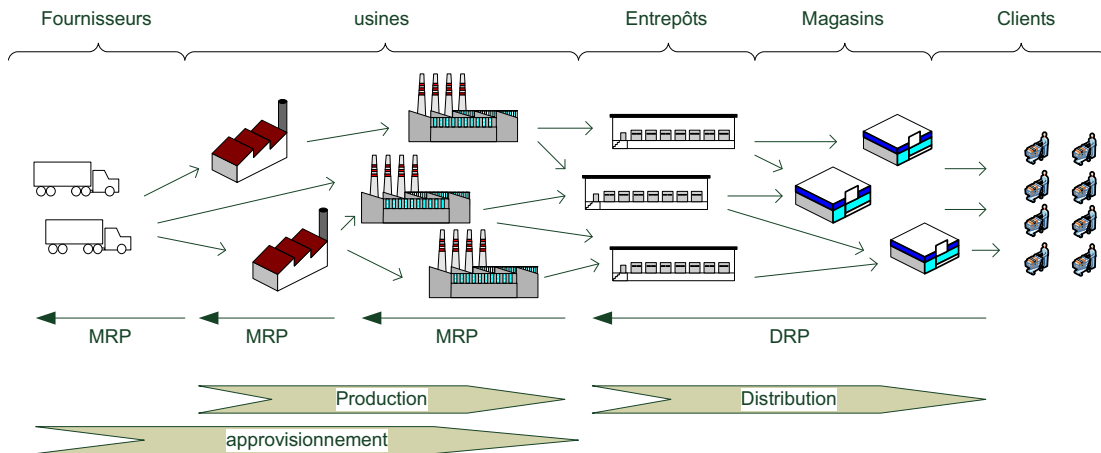 Fournisseurs
usines
Entrepôts
Magasins
Clients
MRP
MRP
MRP
DRP
Production
Distribution
approvisionnement